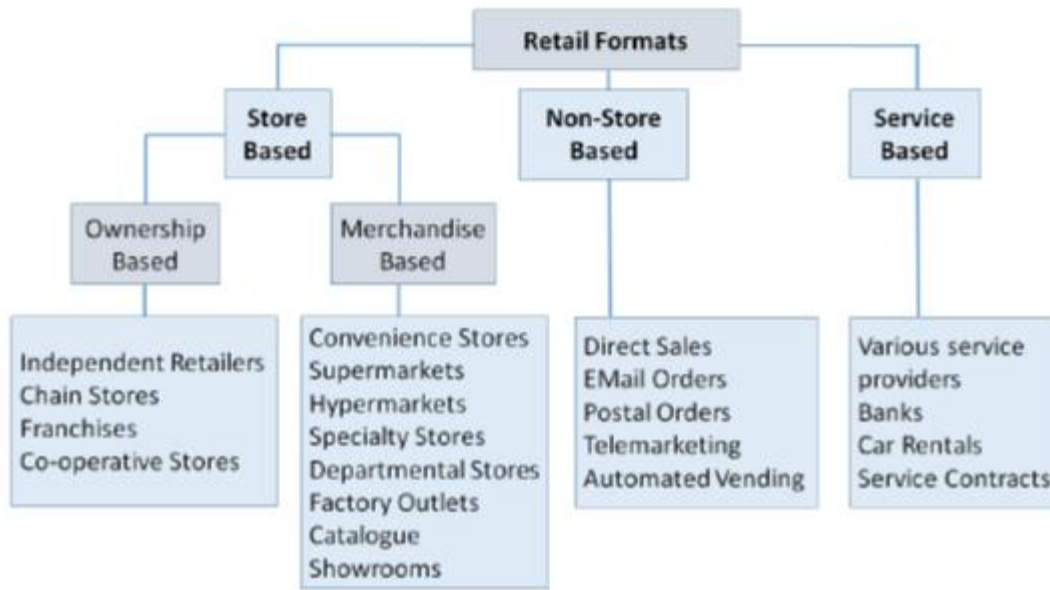 Retail Formats
Store
Based
Non-Store
Based
Service
Based
Ownership
Based
Merchandise
Based
Independent Retailers
Chain Stores
Franchises
Co-operative Stores
Convenience Stores
Supermarkets
Hypermarkets
Specialty Stores
Departmental Stores
Factory Outlets
Catalogue
Showrooms
Direct Sales
EMail Orders
Postal Orders
Telemarketing
Automated Vending
Various service
providers
Banks
Car Rentals
Service Contracts